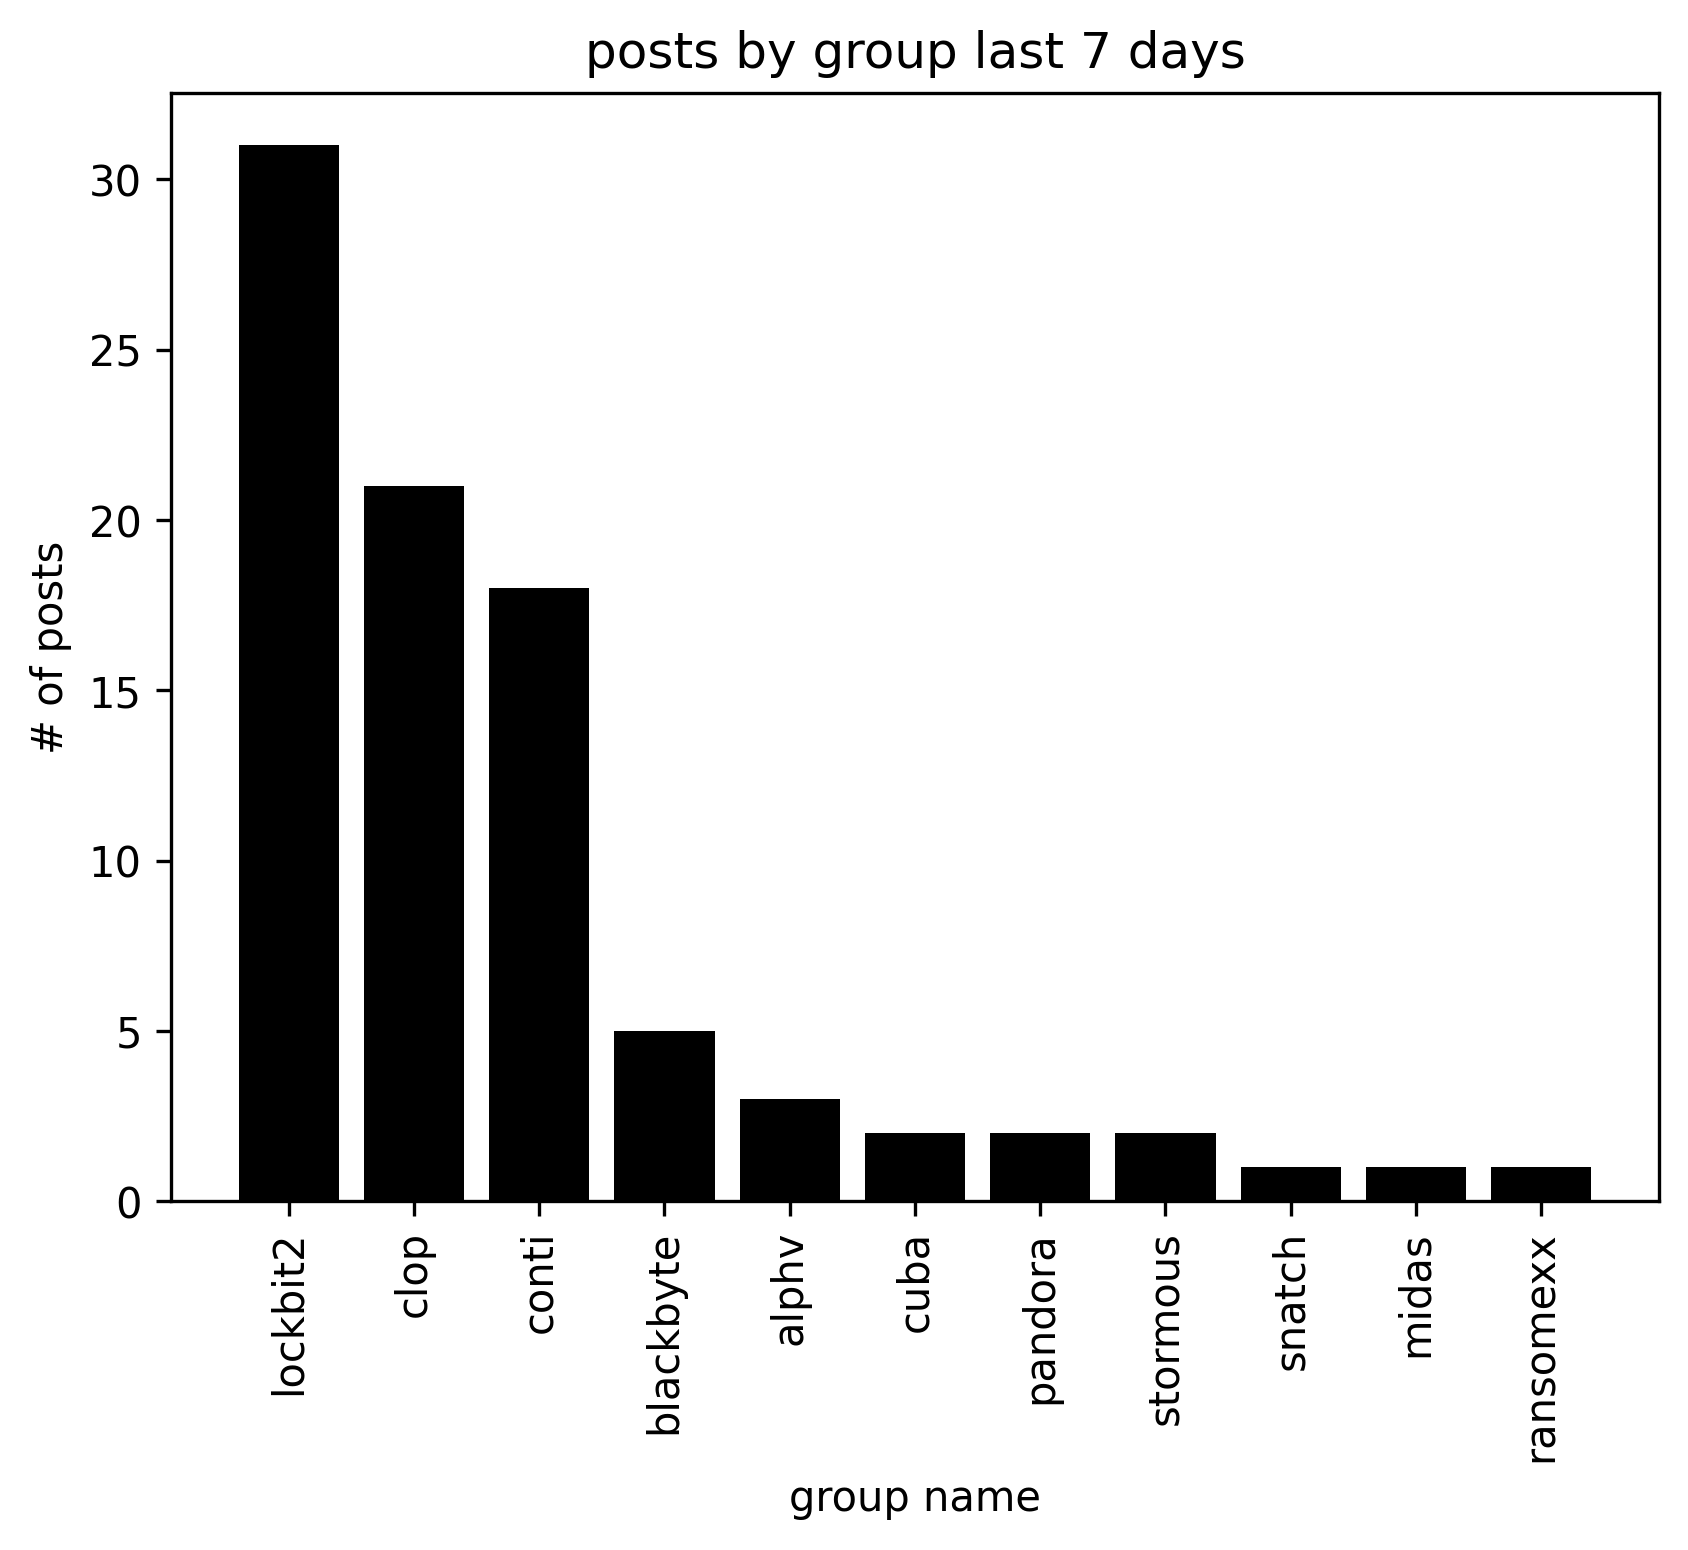 posts by group last 7 days
# of posts
30
25
20
15
10
5
0
lockbit2
clop
conti
blackbyte
alphv
cuba
pandora
stormous
snatch
midas
ransomexx
group name